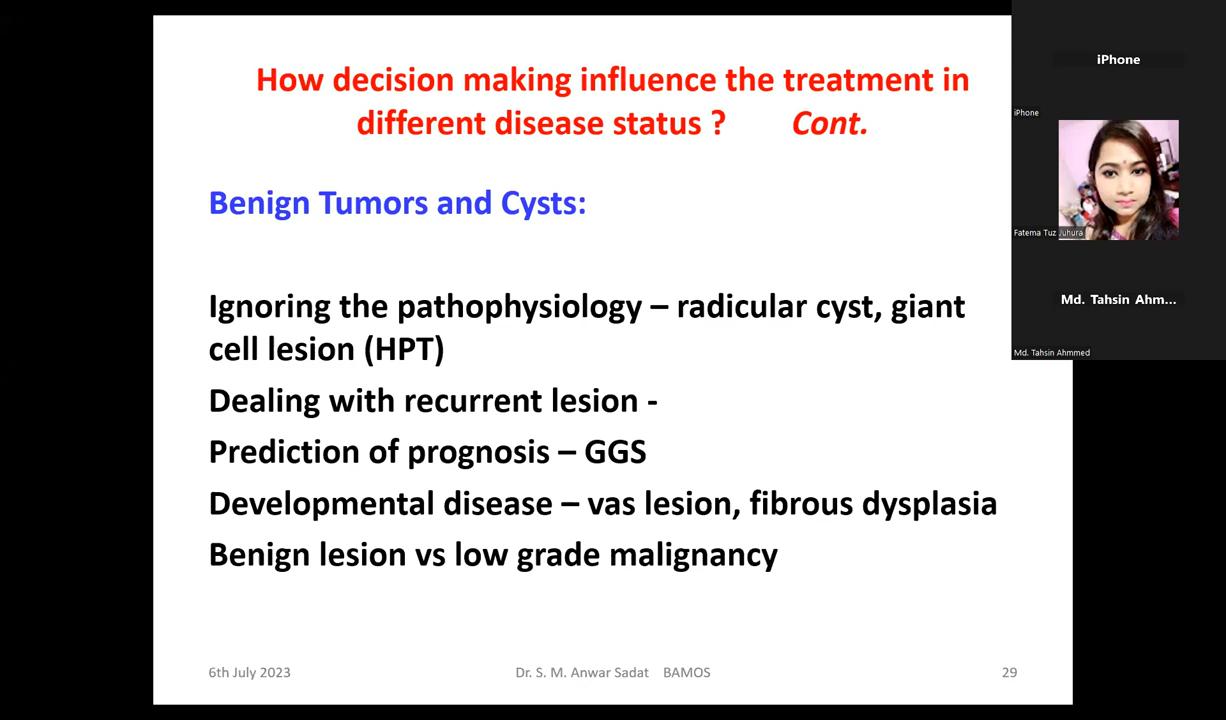 How decision making influence the treatment in
different disease status ? Cont.
Benign Tumors and Cysts:
Ignoring the pathophysiology – radicular cyst, giant
cell lesion (HPT)
Dealing with recurrent lesion -
Prediction of prognosis – GGS
Developmental disease – vas lesion, fibrous dysplasia
Benign lesion vs low grade malignancy
6th July 2023
Dr. S. M. Anwar Sadat BAMOS
29
iPhone
iPhone
Fatema Tuz Juhura
Md. Tahsin Ahm...
Md. Tahsin Ahmmed